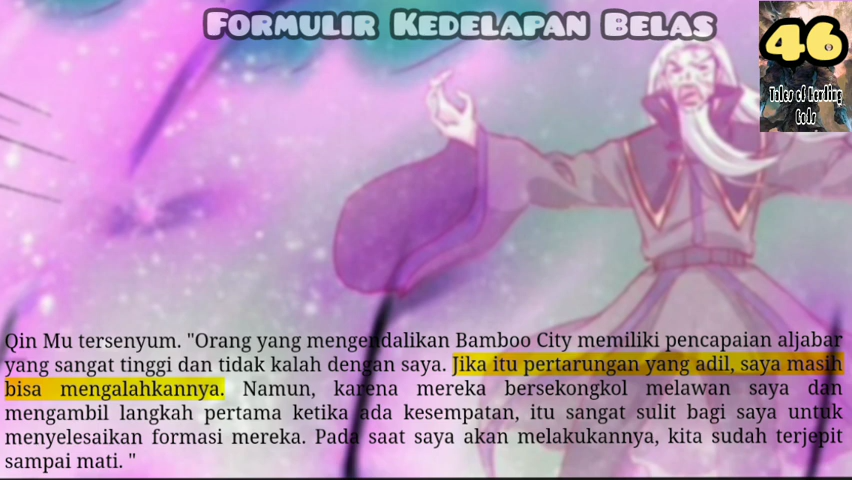 Formulir Kedelapan Belas
46
Tales of Herding
Gods
Qin Mu tersenyum. "Orang yang mengendalikan Bamboo City memiliki pencapaian aljabar
yang sangat tinggi dan tidak kalah dengan saya. Jika itu pertarungan yang adil, saya masih
bisa mengalahkannya. Namun, karena mereka bersekongkol melawan saya dan
mengambil langkah pertama ketika ada kesempatan, itu sangat sulit bagi saya untuk
menyelesaikan formasi mereka. Pada saat saya akan melakukannya, kita sudah terjepit
sampai mati. "